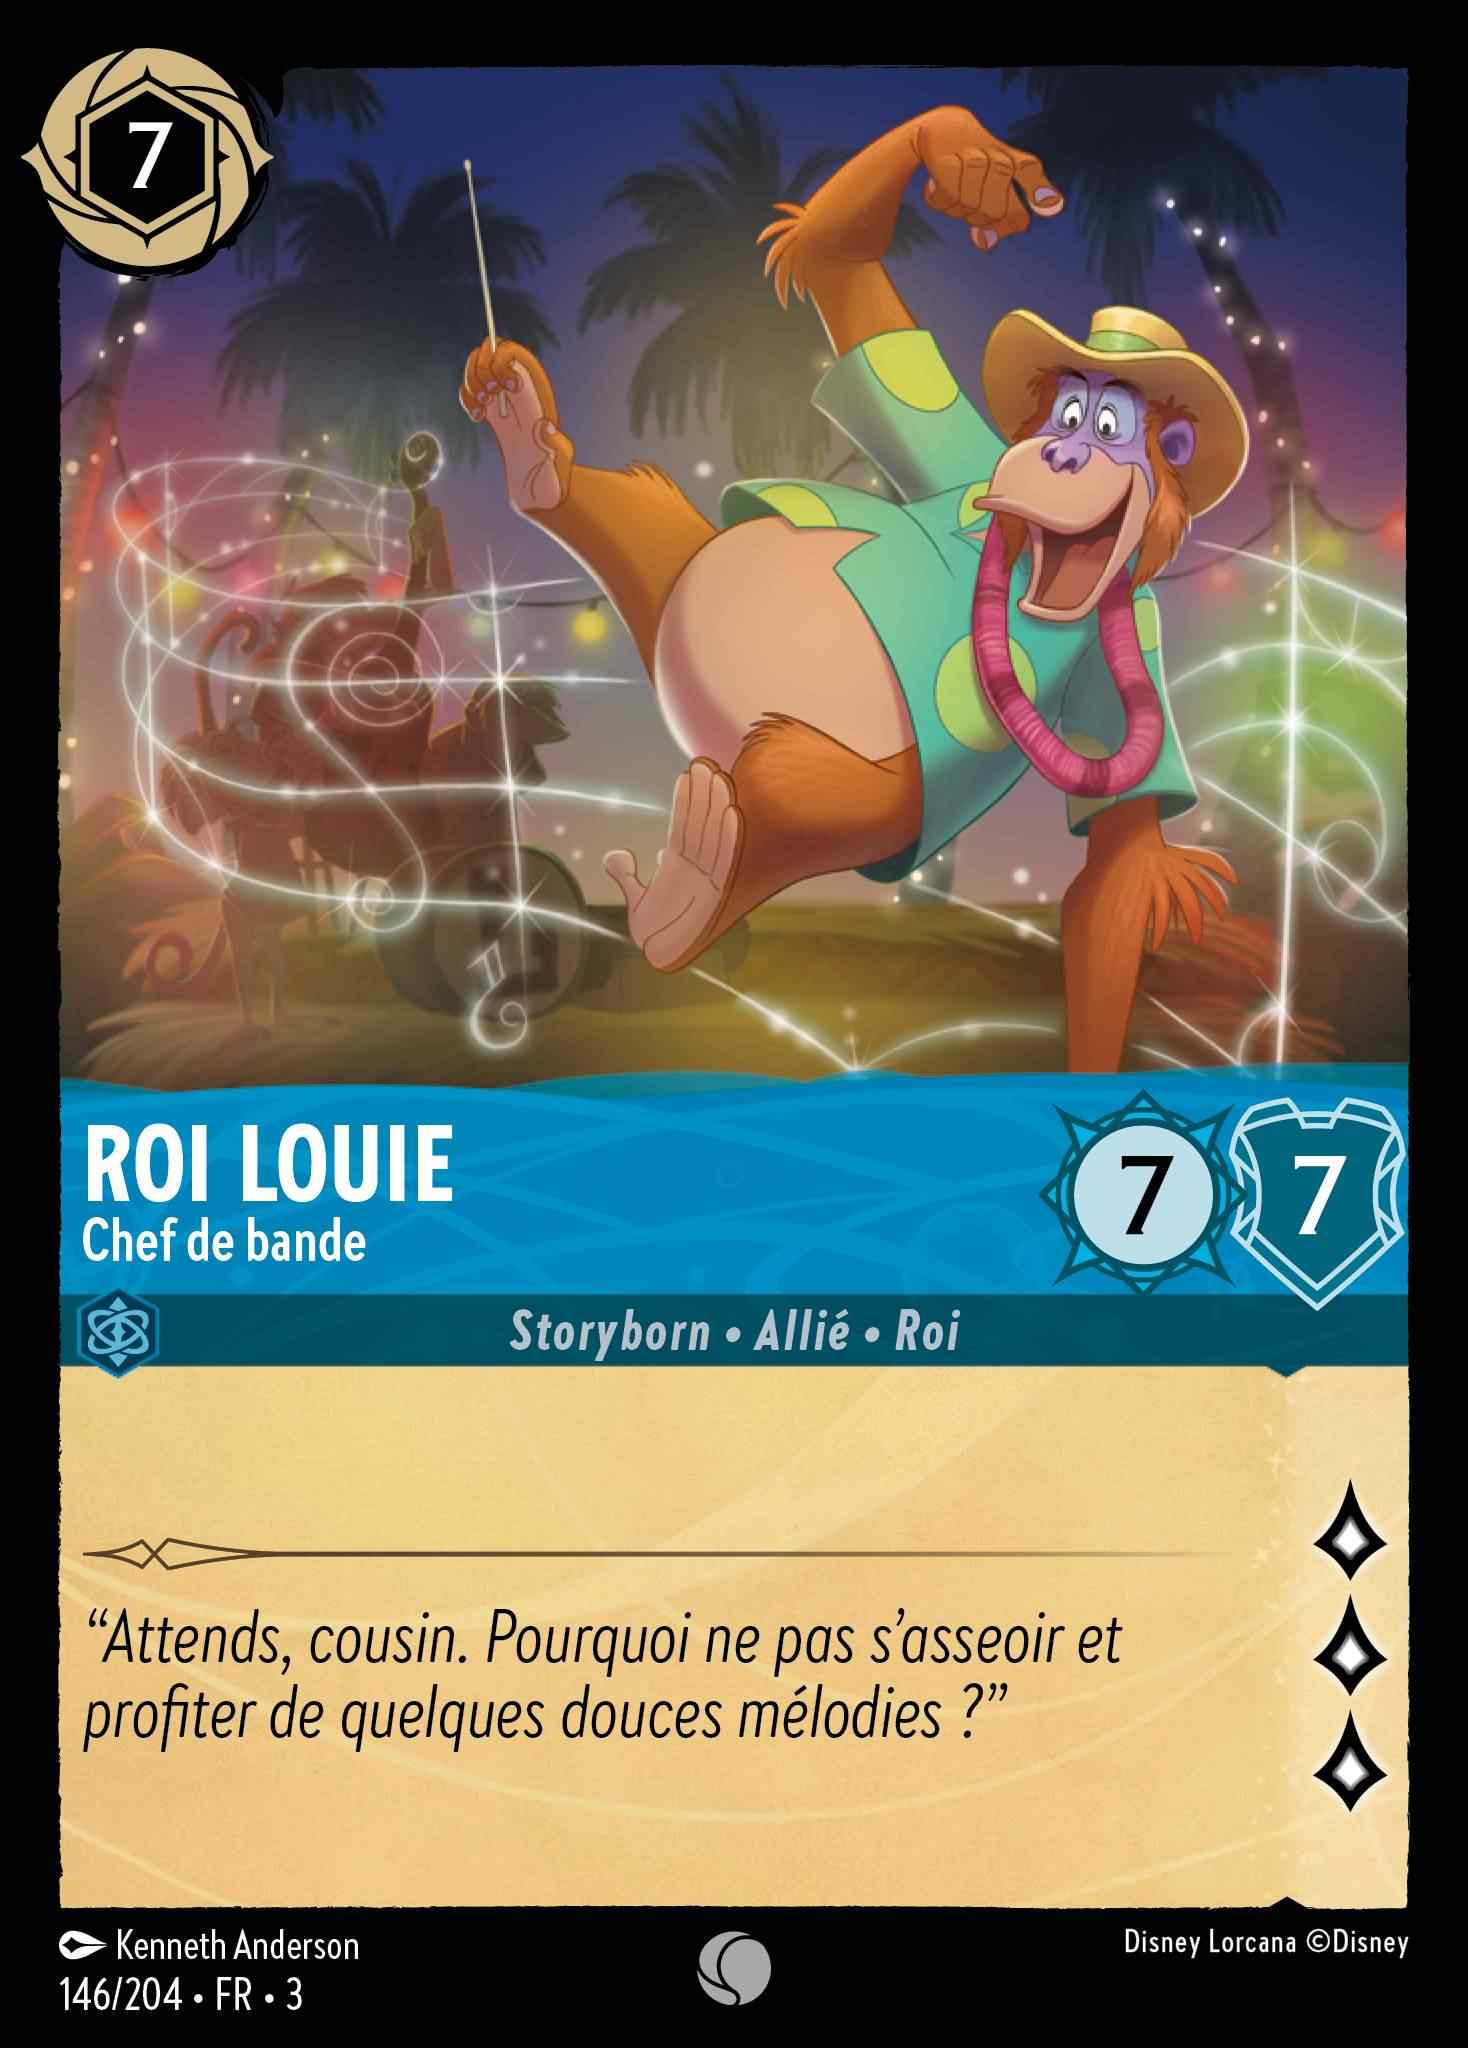 7
ROI LOUIE
Chef de bande
7
7
Storyborn • Allié • Roi
“Attends, cousin. Pourquoi ne pas s’asseoir et
profiter de quelques douces mélodies ?”
Kenneth Anderson
146/204 • FR • 3
Disney Lorcana ©Disney